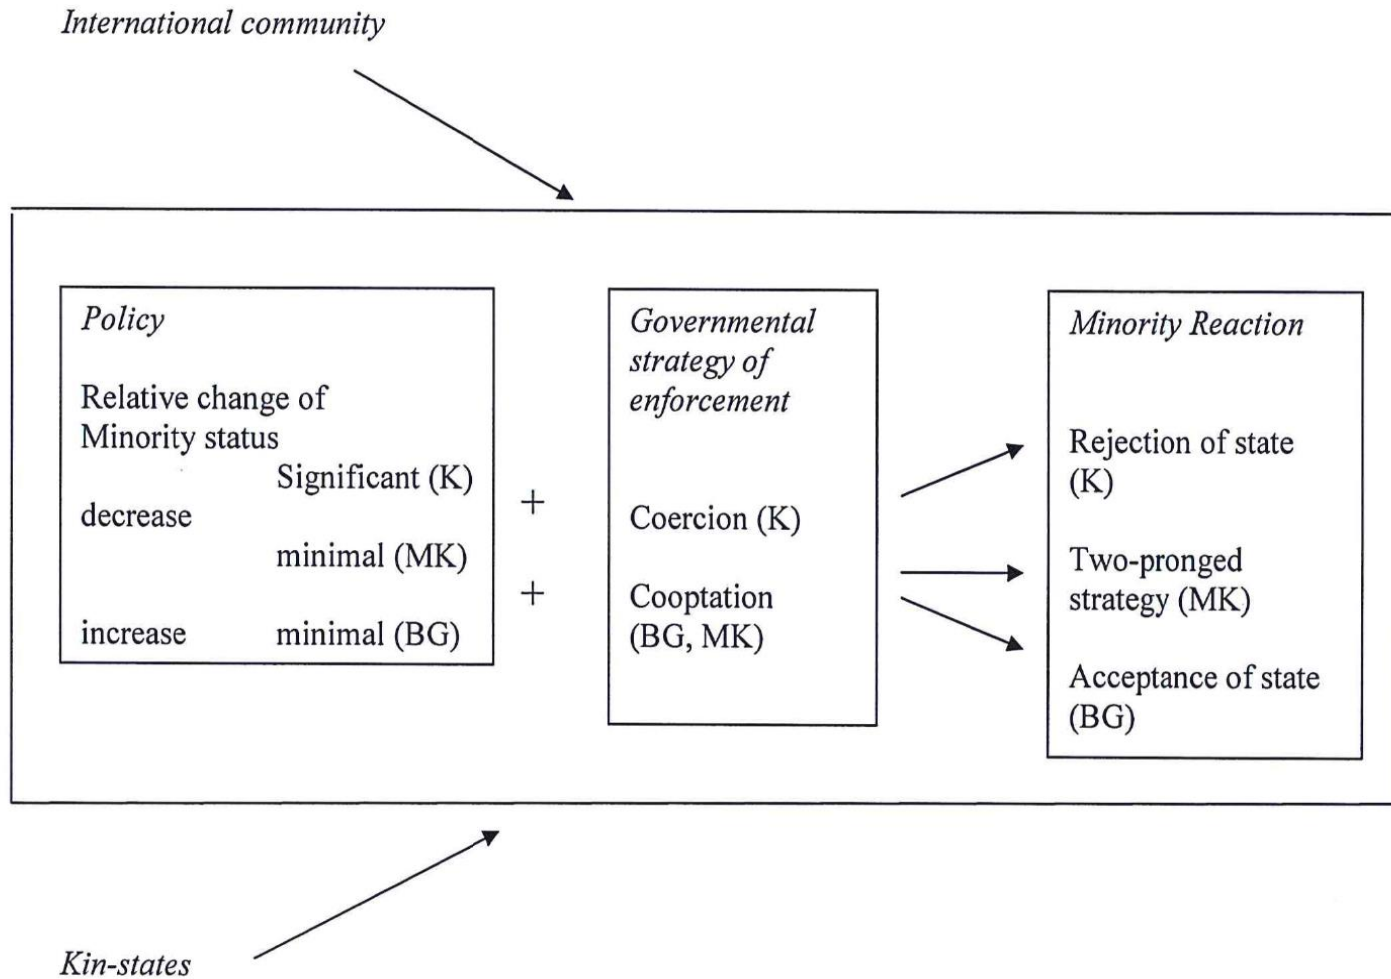 International community
Policy
Relative change of
Minority status
Significant (K)
decrease
minimal (MK)
increase minimal (BG)
+
+
Governmental
strategy of
enforcement
Coercion (K)
Cooptation
(BG, MK)
Minority Reaction
Rejection of state
(K)
Two-pronged
strategy (MK)
Acceptance of state
(BG)
Kin-states